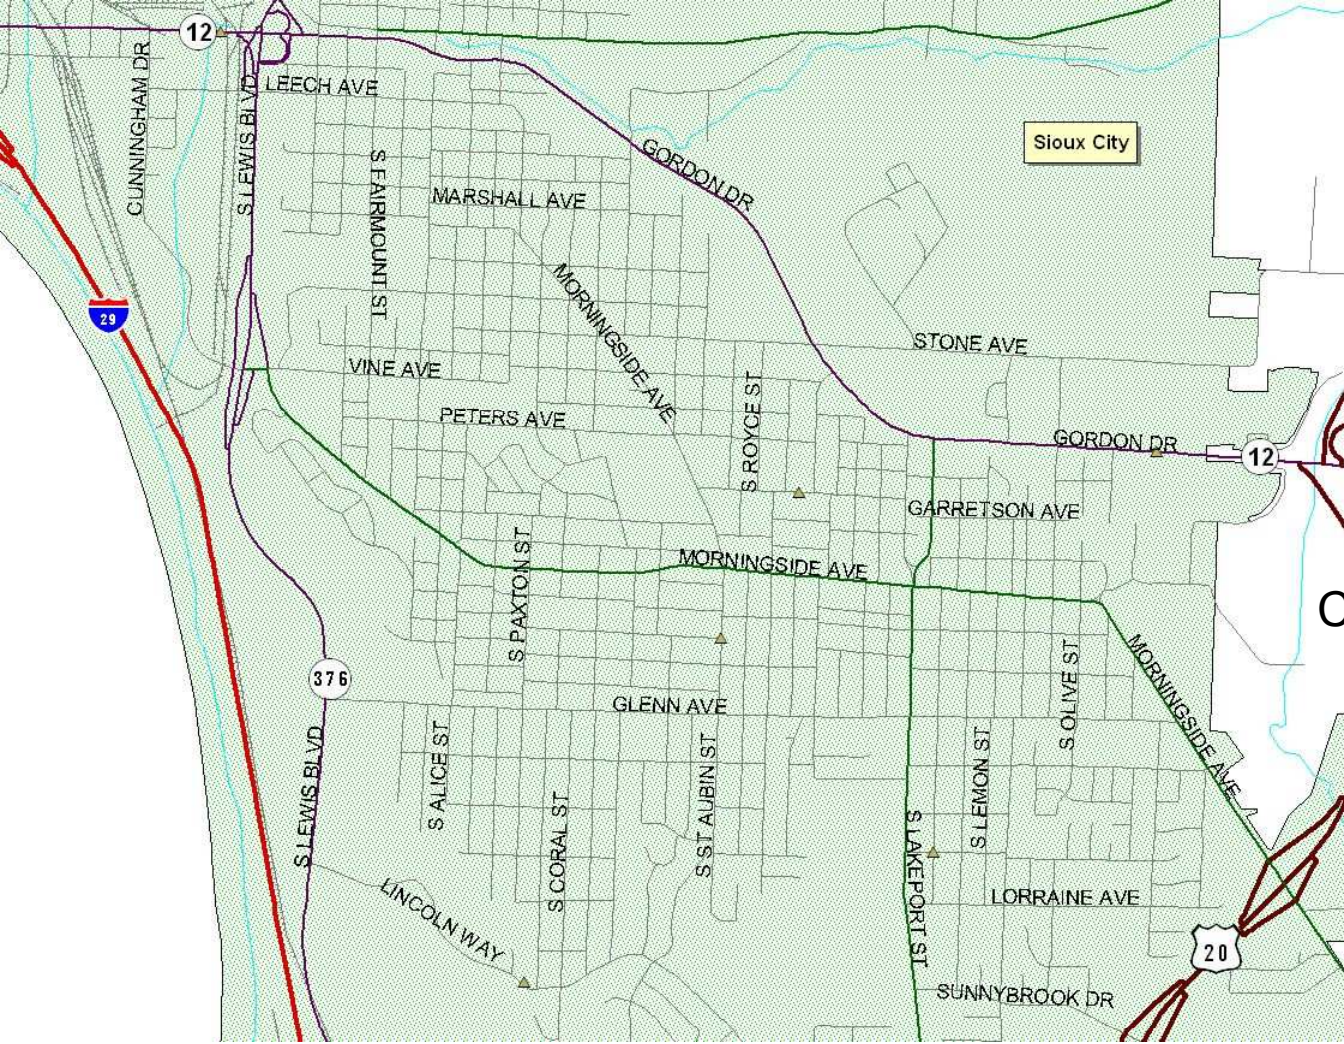 12
CUNNINGHAM DR
S LEWIS BLVD
LEECH AVE
S FAIRMOUNT ST
MARSHALL AVE
GORDON DR
Sioux City
MORNINGSIDE AVE
29
VINE AVE
STONE AVE
PETERS AVE
S ROYCE ST
GORDON DR
12
GARRETSON AVE
S PAXTON ST
MORNINGSIDE AVE
C
376
S OLIVE ST
MORNINGSIDE AVE
GLENN AVE
S ALICE ST
S LEWIS BLVD
S CORAL ST
S ST AUBIN ST
S LEMON ST
S LAKEPORT ST
LINCOLN WAY
LORRAINE AVE
20
SUNNYBROOK DR